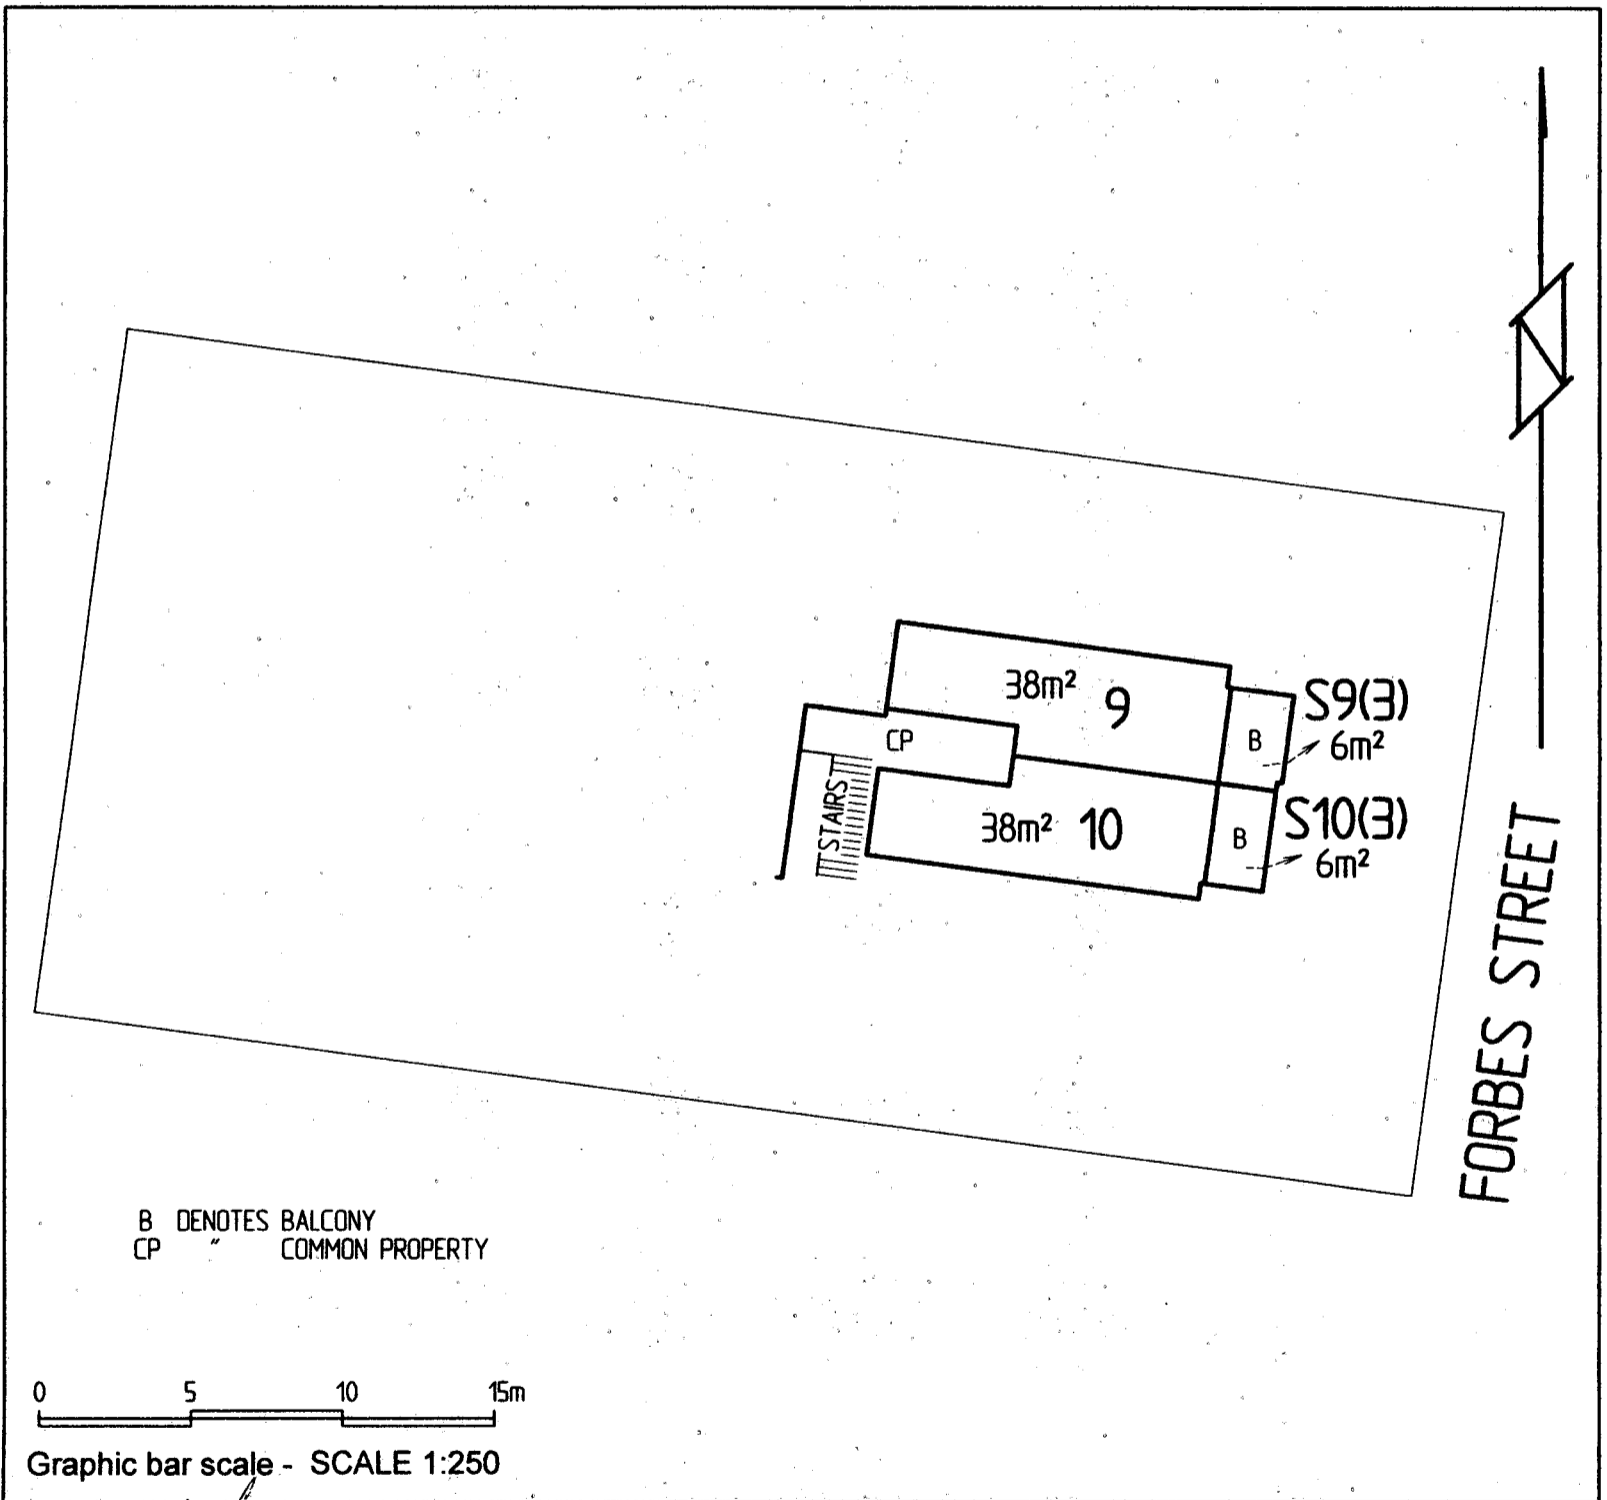 38m² 9
S9(3)
B
6m²
CP
STAIRS
38m² 10
S10(3)
B
6m²
FORBES STREET
B DENOTES BALCONY
CP " COMMON PROPERTY
0 5 10 15m
Graphic bar scale - SCALE 1:250